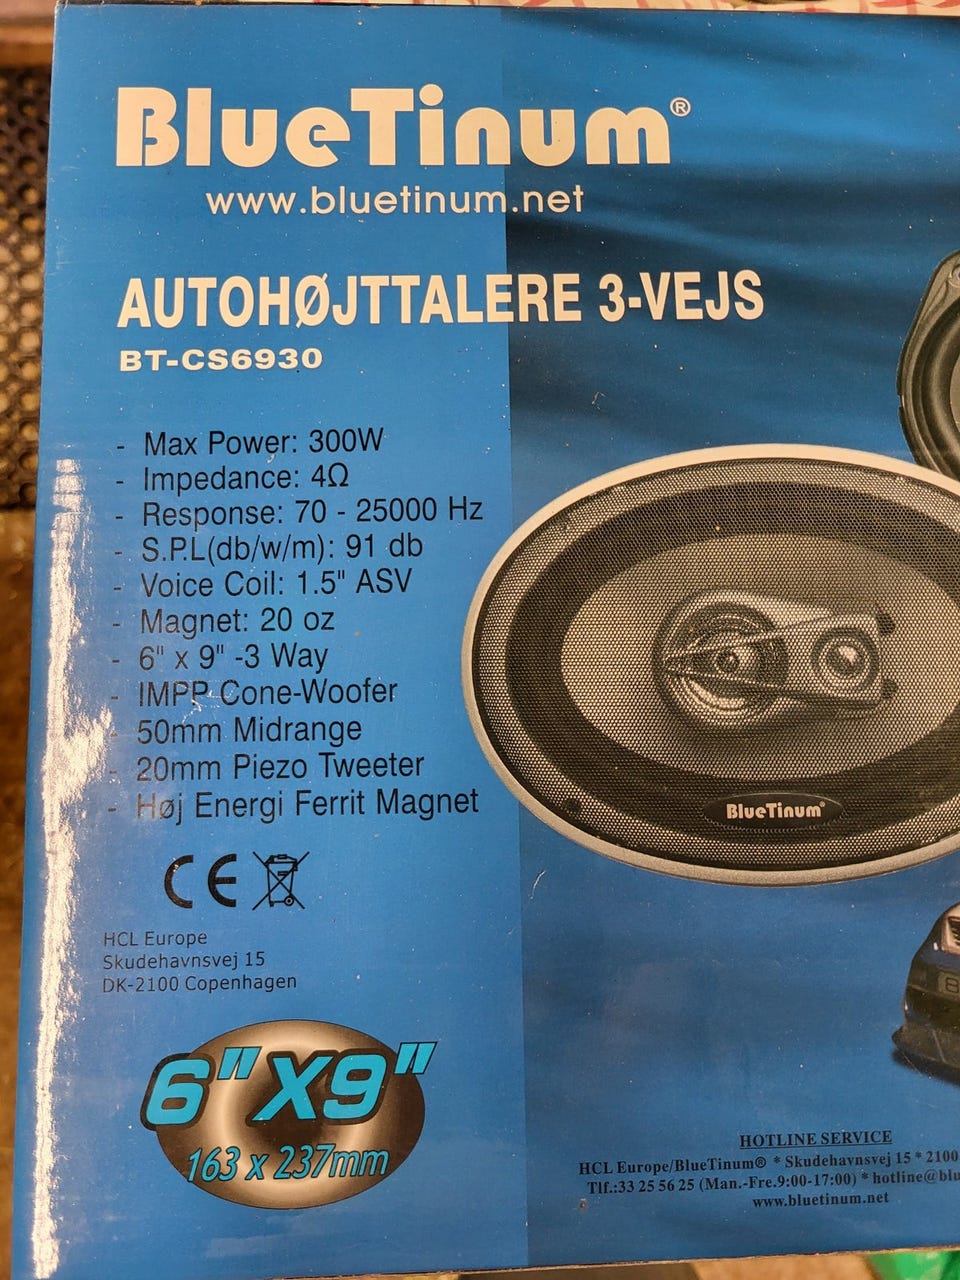 BlueTinum®
www.bluetinum.net
AUTOHØJTTALERE 3-VEJS
BT-CS6930
- Max Power: 300W
- Impedance: 4Ω
- Response: 70 - 25000 Hz
- S.P.L(db/w/m): 91 db
- Voice Coil: 1.5" ASV
- Magnet: 20 oz
- 6" x 9" -3 Way
- IMPP Cone-Woofer
- 50mm Midrange
- 20mm Piezo Tweeter
- Høj Energi Ferrit Magnet
BlueTinum®
CE
HCL Europe
Skudehavnsvej 15
DK-2100 Copenhagen
6"X9"
163 x 237mm
HOTLINE SERVICE
HCL Europe/BlueTinum® * Skudehavnsvej 15 * 2100
Tlf.:33 25 56 25 (Man.-Fre.9:00-17:00) * hotline@blu
www.bluetinum.net